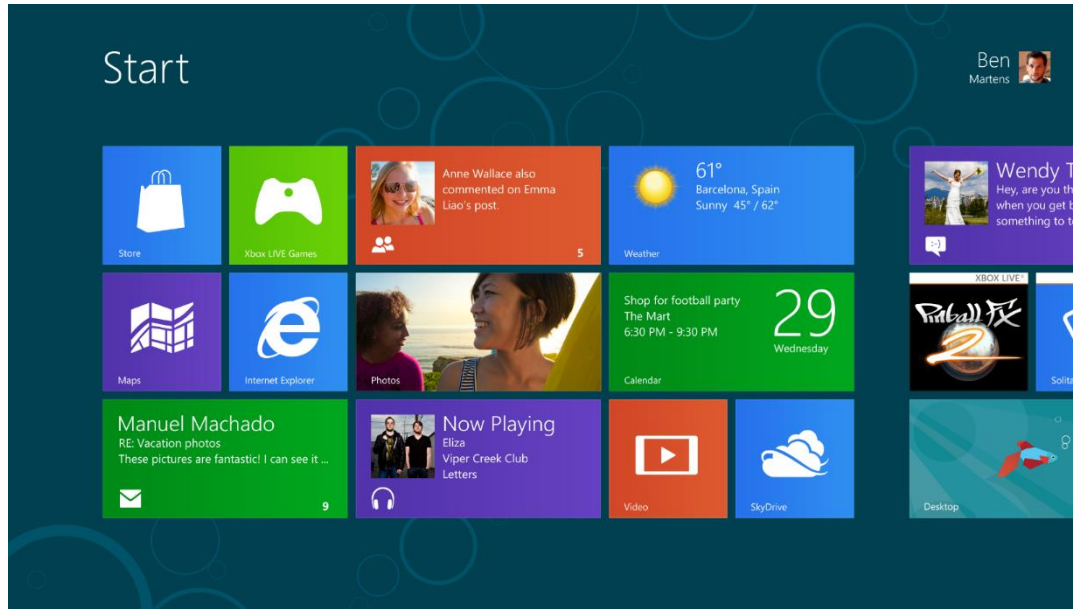 Start
Ben
Martens
Store
Xbox LIVE Games
Anne Wallace also
commented on Emma
Liao's post.
5
61°
Barcelona, Spain
Sunny 45° / 62°
Weather
Maps
Internet Explorer
Photos
Shop for football party
The Mart
6:30 PM - 9:30 PM
29
Wednesday
Calendar
Manuel Machado
RE: Vacation photos
These pictures are fantastic! I can see it ...
9
Now Playing
Eliza
Viper Creek Club
Letters
Video
SkyDrive
Wendy T
Hey, are you th
when you get b
something to t
:-)
XBOX LIVE
Pinball FX
2
Solita
Desktop